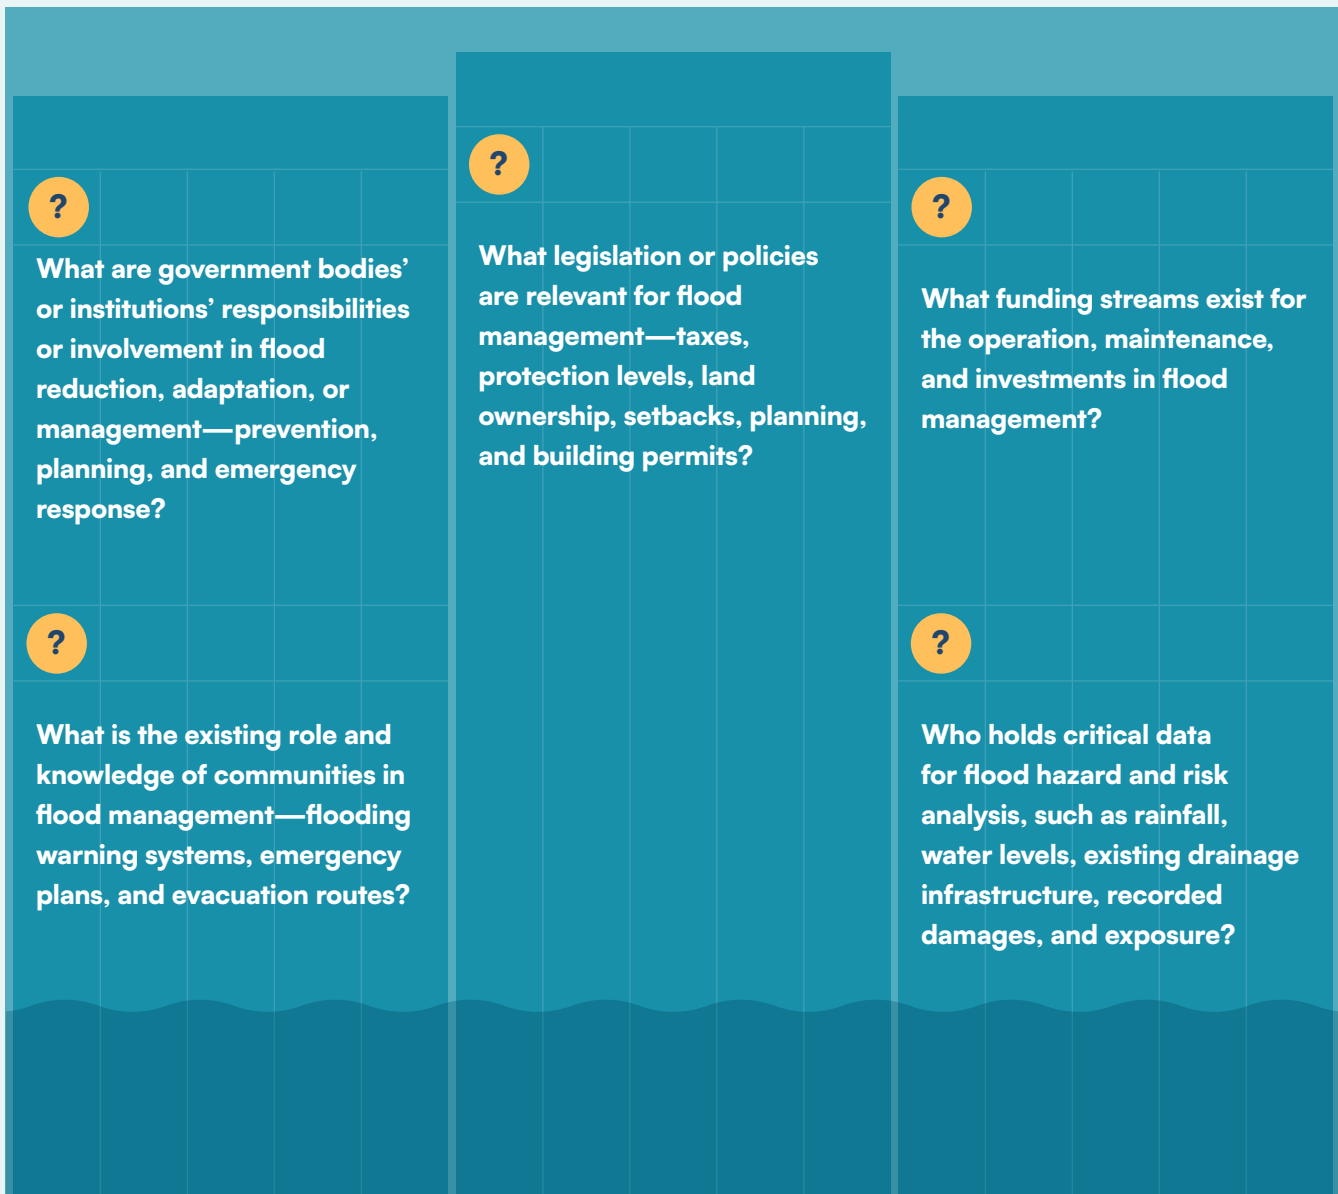 ?
What are government bodies’
or institutions’ responsibilities
or involvement in flood
reduction, adaptation, or
management—prevention,
planning, and emergency
response?
?
What is the existing role and
knowledge of communities in
flood management—flooding
warning systems, emergency
plans, and evacuation routes?
?
What legislation or policies
are relevant for flood
management—taxes,
protection levels, land
ownership, setbacks, planning,
and building permits?
?
What funding streams exist for
the operation, maintenance,
and investments in flood
management?
?
Who holds critical data
for flood hazard and risk
analysis, such as rainfall,
water levels, existing drainage
infrastructure, recorded
damages, and exposure?